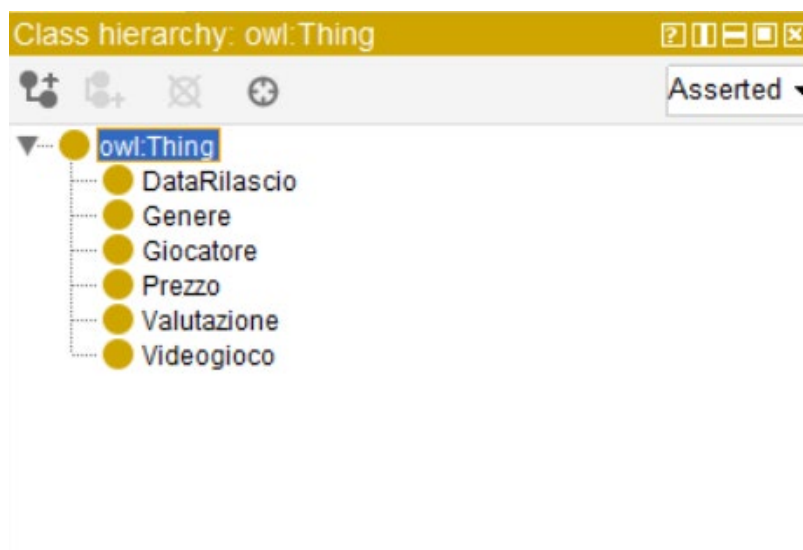 Class hierarchy: owl:Thing
Asserted
owl:Thing
DataRilascio
Genere
Giocatore
Prezzo
Valutazione
Videogioco